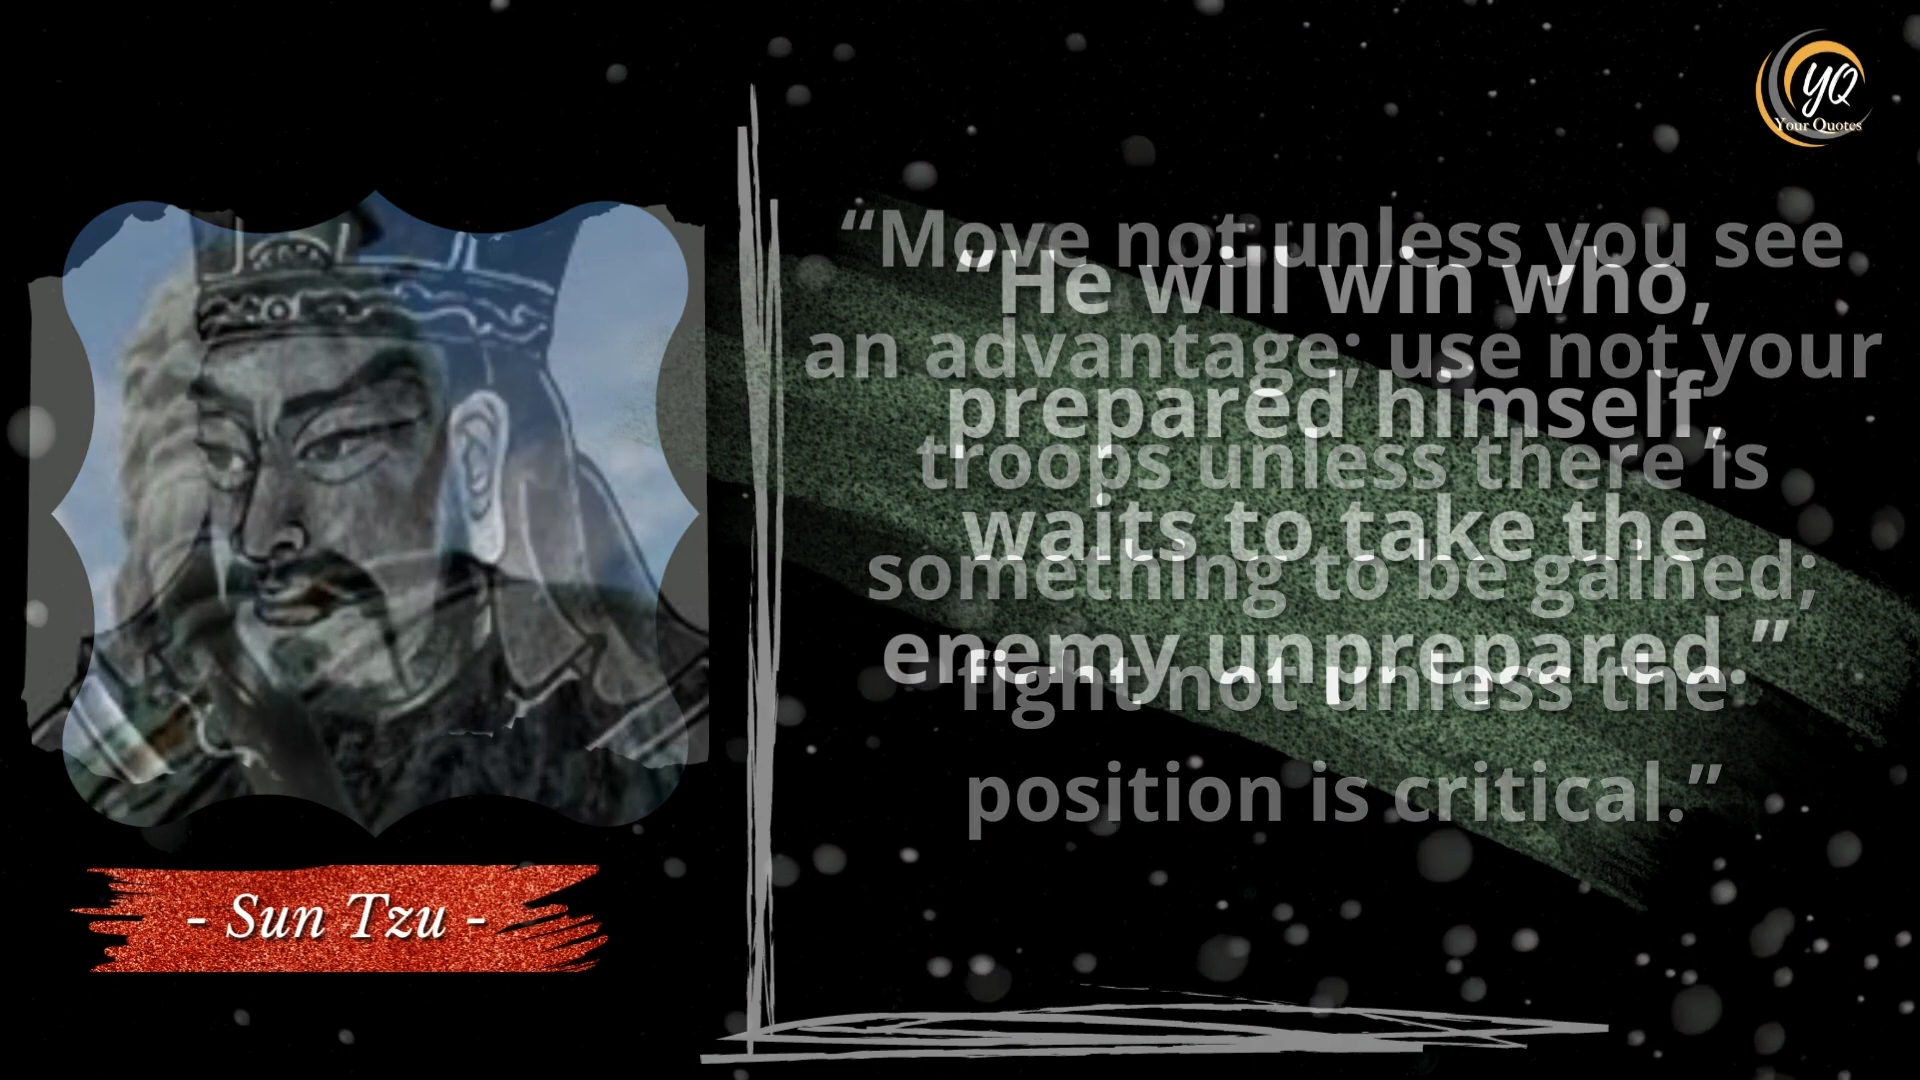 YQ
Your Quotes
“Move not unless you see
an advantage; use not your
troops unless there is
something to be gained;
fight not unless the
position is critical.”
”He will win who,
prepared himself,
waits to take the
enemy unprepared.”
- Sun Tzu -